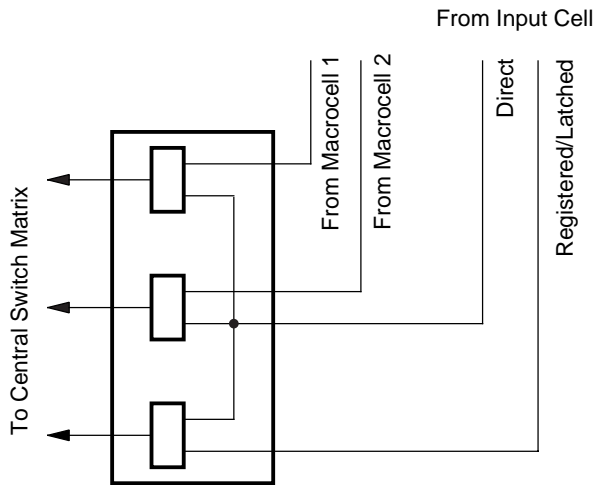 From Input Cell
From Macrocell 1
From Macrocell 2
Direct
Registered/Latched
To Central Switch Matrix